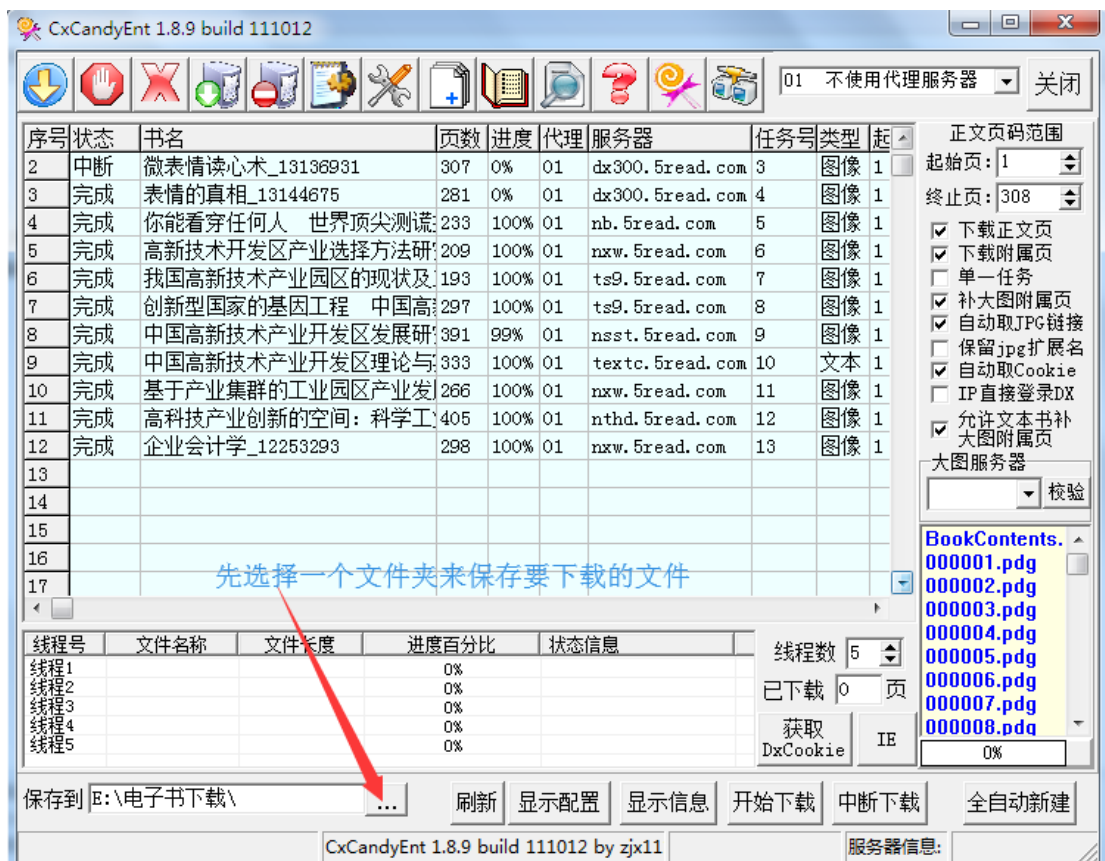 CxCandyEnt 1.8.9 build 111012
01 不使用代理服务器 关闭
序号 状态 书名 页数 进度 代理 服务器 任务号 类型 起
2 中断 微表情读心术_13136931 307 0% 01 dx300.5read.com 3 图像 1
3 完成 表情的真相_13144675 281 0% 01 dx300.5read.com 4 图像 1
4 完成 你能看穿任何人 世界顶尖测谎 233 100% 01 nb.5read.com 5 图像 1
5 完成 高新技术开发区产业选择方法研 209 100% 01 nxw.5read.com 6 图像 1
6 完成 我国高新技术产业园区的现状及 193 100% 01 ts9.5read.com 7 图像 1
7 完成 创新型国家的基因工程 中国高 297 100% 01 ts9.5read.com 8 图像 1
8 完成 中国高新技术产业开发区发展研 391 99% 01 nsst.5read.com 9 图像 1
9 完成 中国高新技术产业开发区理论与 333 100% 01 textc.5read.com 10 文本 1
10 完成 基于产业集群的工业园区产业发 266 100% 01 nxw.5read.com 11 图像 1
11 完成 高科技产业创新的空间：科学工 405 100% 01 nthd.5read.com 12 图像 1
12 完成 企业会计学_12253293 298 100% 01 nxw.5read.com 13 图像 1
13
14
15
16
17
先选择一个文件夹来保存要下载的文件
正文页码范围
起始页: 1
终止页: 308
下载正文页
下载附属页
单一任务
补大图附属页
自动取JPG链接
保留jpg扩展名
自动取Cookie
IP直接登录DX
允许文本书补
大图附属页
大图服务器
校验
BookContents.
000001.pdg
000002.pdg
000003.pdg
000004.pdg
000005.pdg
000006.pdg
000007.pdg
000008.pdg
0%
线程号 文件名称 文件长度 进度百分比 状态信息
线程1 0%
线程2 0%
线程3 0%
线程4 0%
线程5 0%
线程数 5
已下载 0 页
获取
DxCookie
IE
保存到 E:\电子书下载\ ... 刷新 显示配置 显示信息 开始下载 中断下载 全自动新建
CxCandyEnt 1.8.9 build 111012 by zjx11 服务器信息: